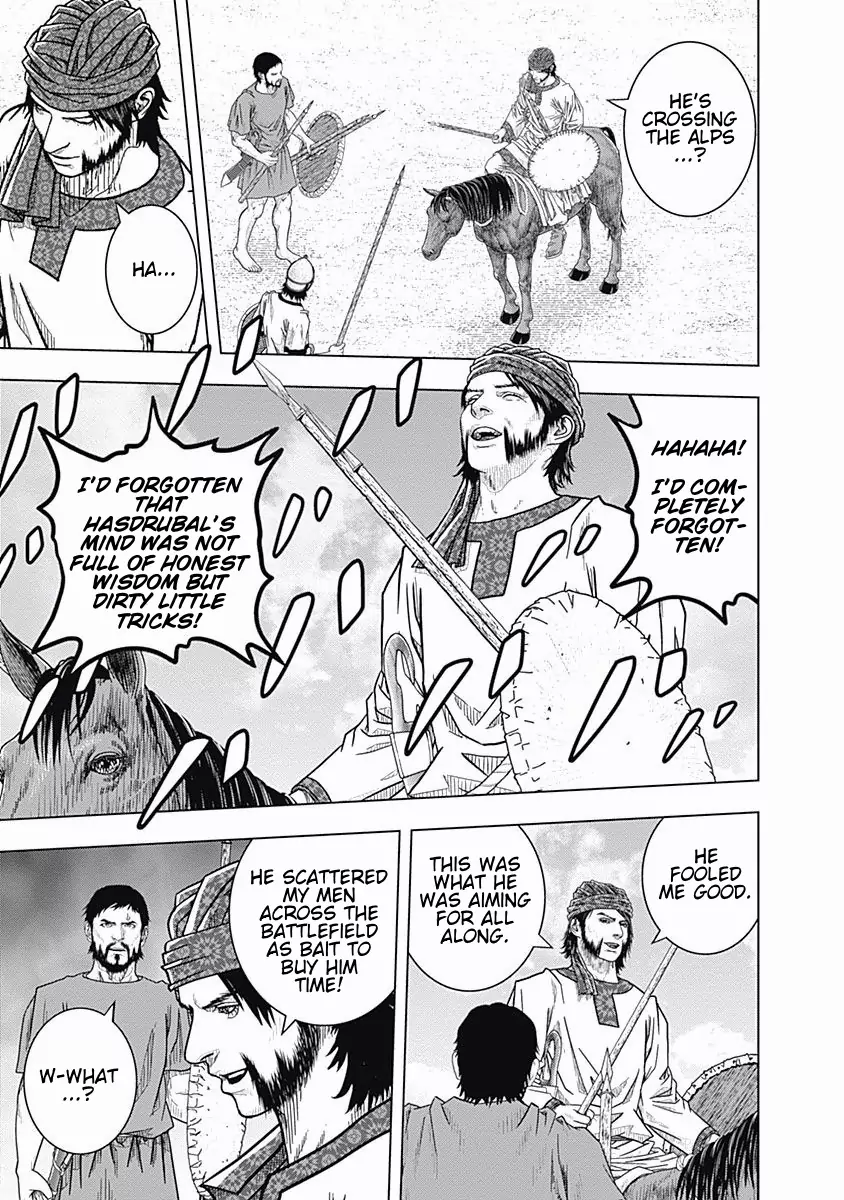 HE'S
CROSSING
THE ALPS
...?
HA...
HAHAHA!
I'D COM-
PLETELY
FORGOT-
TEN!
I'D FORGOTTEN
THAT
HASDRUBAL'S
MIND WAS NOT
FULL OF HONEST
WISDOM BUT
DIRTY LITTLE
TRICKS!
HE
FOOLED
ME GOOD.
THIS WAS
WHAT HE
WAS AIMING
FOR ALL
ALONG.
HE SCATTERED
MY MEN
ACROSS THE
BATTLEFIELD
AS BAIT TO
BUY HIM
TIME!
W-WHAT
...?